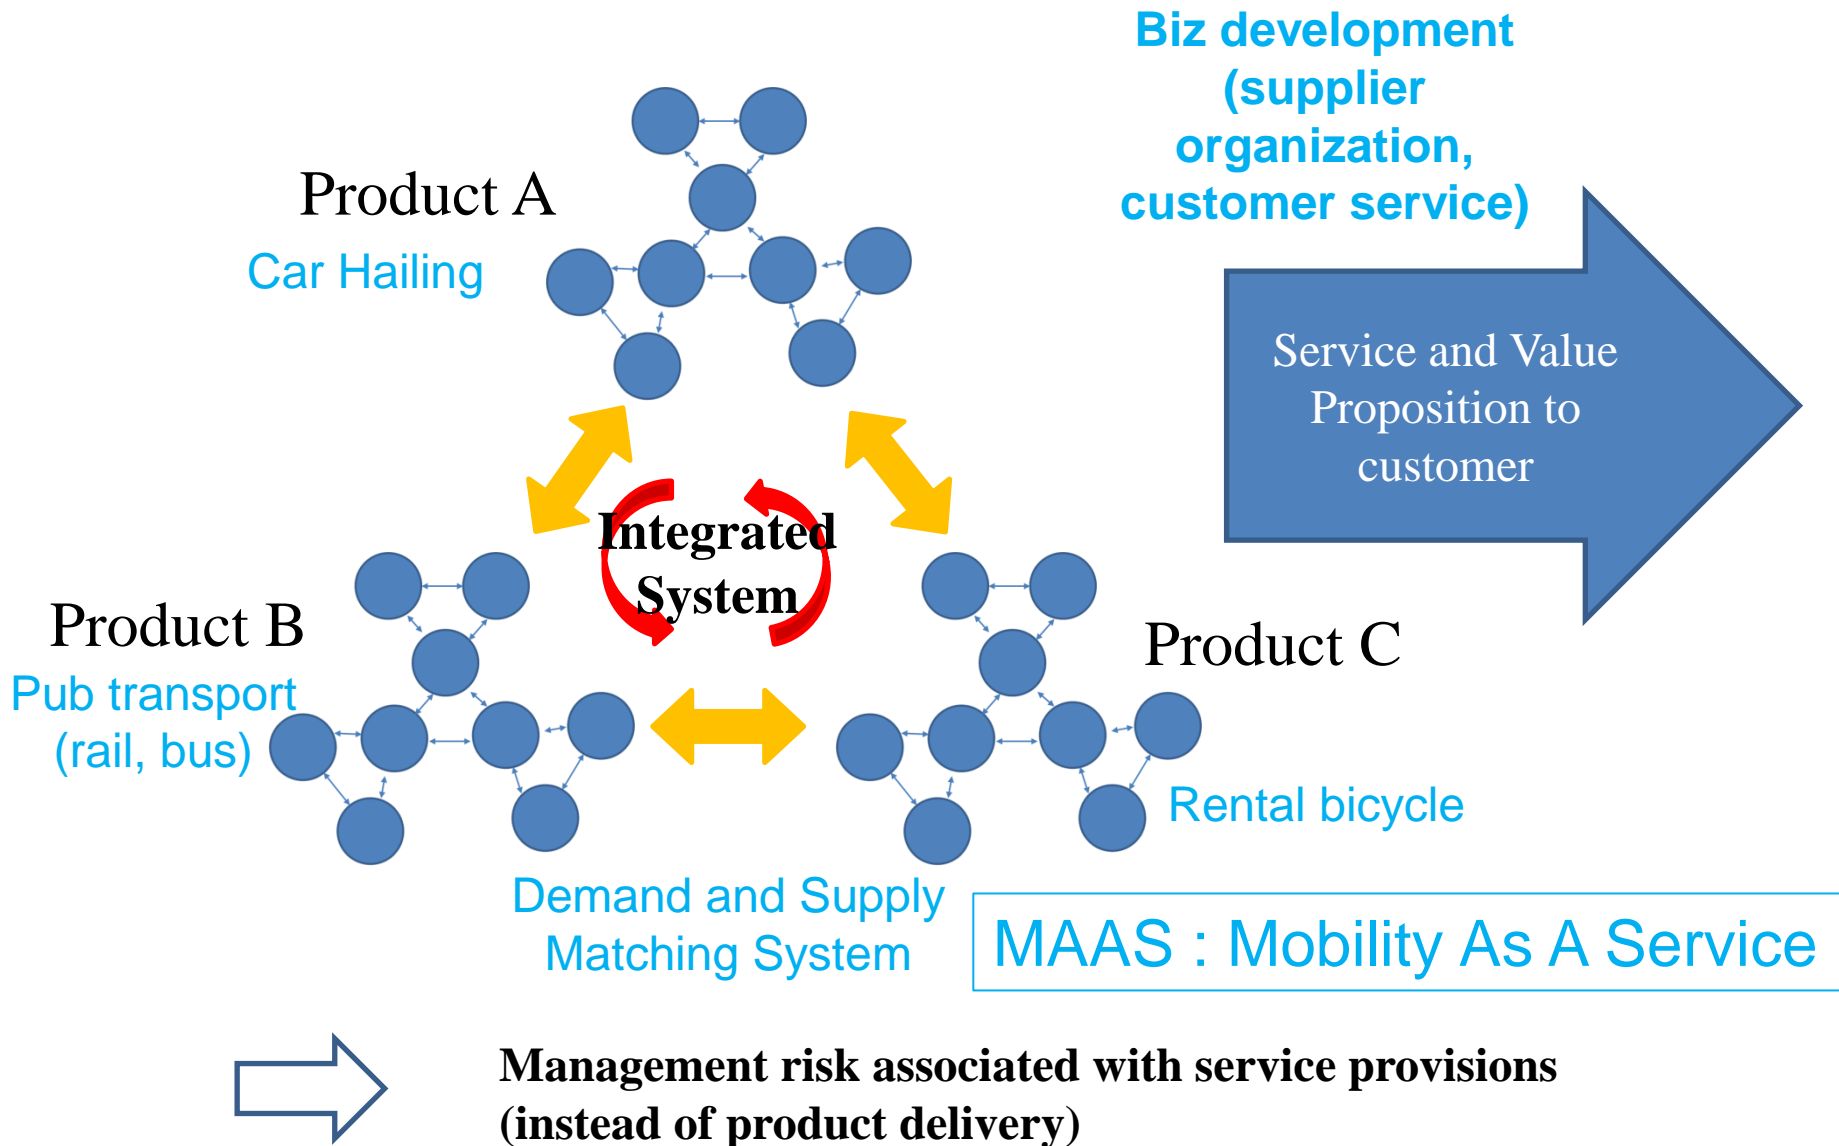 Biz development
(supplier
organization,
customer service)
Product A
Car Hailing
Service and Value
Proposition to
customer
Integrated
System
Product B
Pub transport
(rail, bus)
Product C
Rental bicycle
Demand and Supply
Matching System
MAAS : Mobility As A Service
Management risk associated with service provisions
(instead of product delivery)